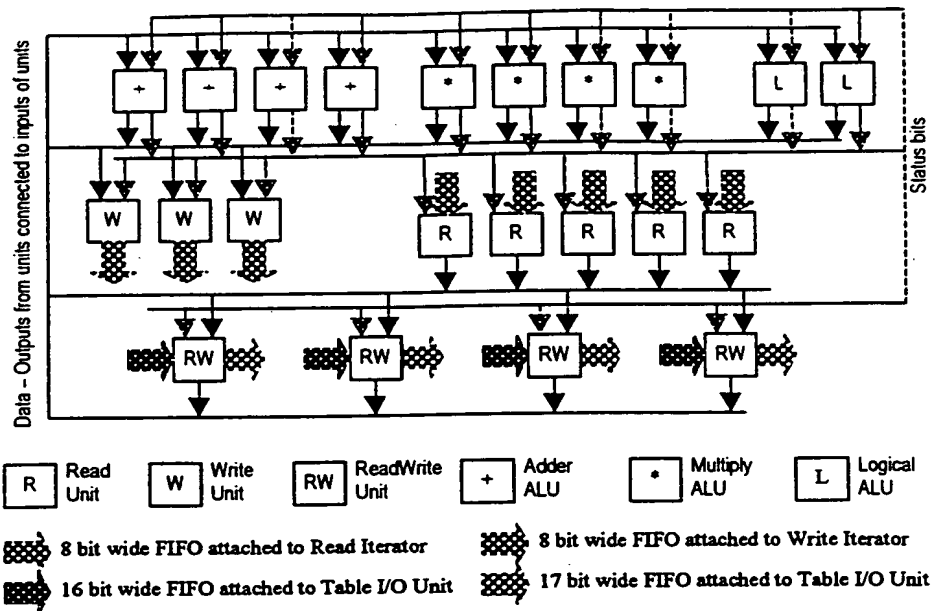 Data – Outputs from units connected to inputs of units
Status bits
+ + + + * * * * L L
W W W
R R R R R
RW RW RW RW
R Read Unit
W Write Unit
RW ReadWrite Unit
+ Adder ALU
* Multiply ALU
L Logical ALU
8 bit wide FIFO attached to Read Iterator
8 bit wide FIFO attached to Write Iterator
16 bit wide FIFO attached to Table I/O Unit
17 bit wide FIFO attached to Table I/O Unit